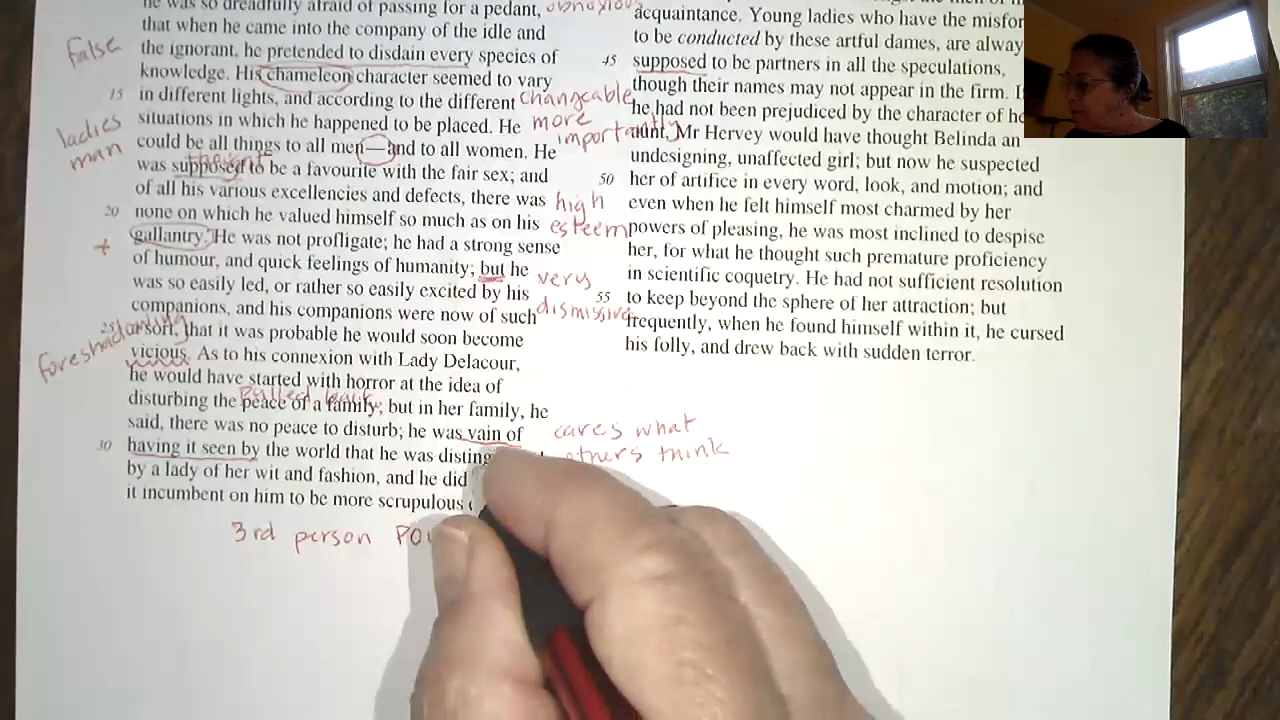 he was so dreadfully afraid of passing for a pedant,
obnoxious
that when he came into the company of the idle and
false
the ignorant, he pretended to disdain every species of
knowledge. His chameleon character seemed to vary
15 in different lights, and according to the different
changeable
situations in which he happened to be placed. He
more
importantly
ladies
man
could be all things to all men—and to all women. He
thought
was supposed to be a favourite with the fair sex; and
of all his various excellencies and defects, there was
high
20 none on which he valued himself so much as on his
esteem
+
gallantry. He was not profligate; he had a strong sense
of humour, and quick feelings of humanity; but he
very
was so easily led, or rather so easily excited by his
dismissive
companions, and his companions were now of such
25 a sort, that it was probable he would soon become
foreshadowing
vicious. As to his connexion with Lady Delacour,
he would have started with horror at the idea of
pulled back
disturbing the peace of a family; but in her family, he
said, there was no peace to disturb; he was vain of
cares what
others think
30 having it seen by the world that he was
by a lady of her wit and fashion, and he did
it incumbent on him to be more scrupulous
3rd person
acquaintance. Young ladies who have the
to be conducted by these artful dames, are
45 supposed to be partners in all the speculations,
though their names may not appear in the firm.
he had not been prejudiced by the character of
aunt, Mr Hervey would have thought Belinda an
undesigning, unaffected girl; but now he suspected
50 her of artifice in every word, look, and motion; and
even when he felt himself most charmed by her
powers of pleasing, he was most inclined to despise
her, for what he thought such premature proficiency
in scientific coquetry. He had not sufficient resolution
55 to keep beyond the sphere of her attraction; but
frequently, when he found himself within it, he cursed
his folly, and drew back with sudden terror.